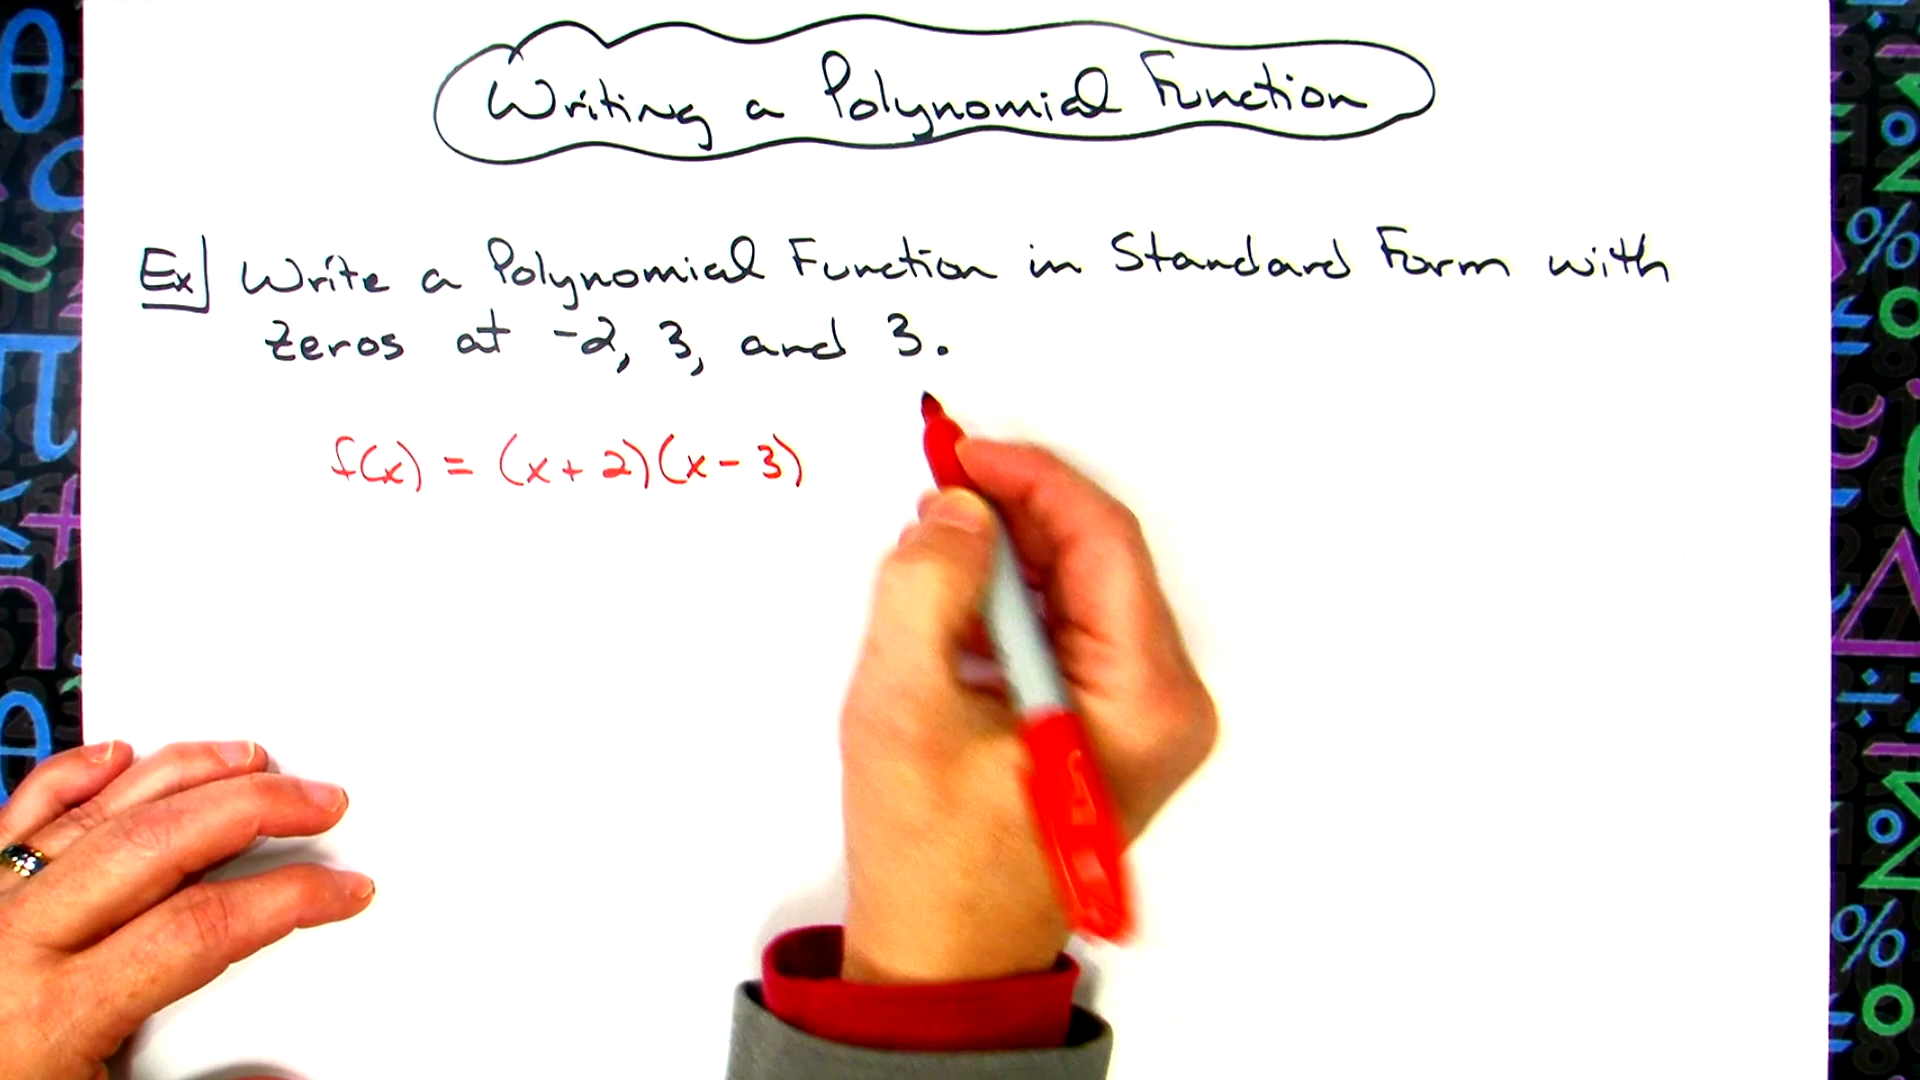 Writing a Polynomial Function
Ex Write a Polynomial Function in Standard Form with
zeros at -2, 3, and 3.
f(x) = (x+2)(x-3)